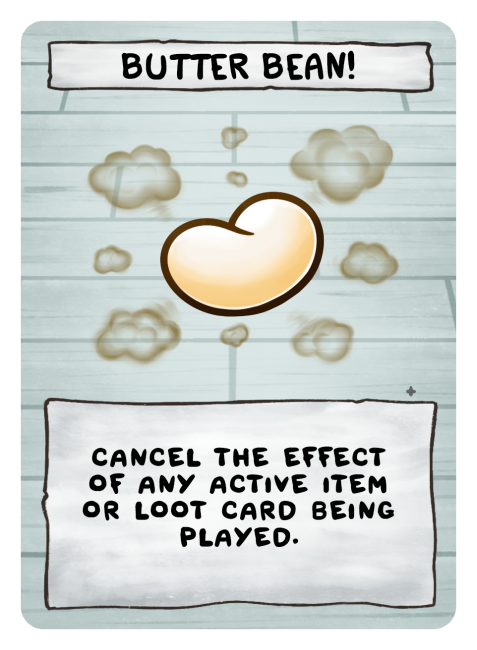 BUTTER BEAN!
CANCEL THE EFFECT
OF ANY ACTIVE ITEM
OR LOOT CARD BEING
PLAYED.